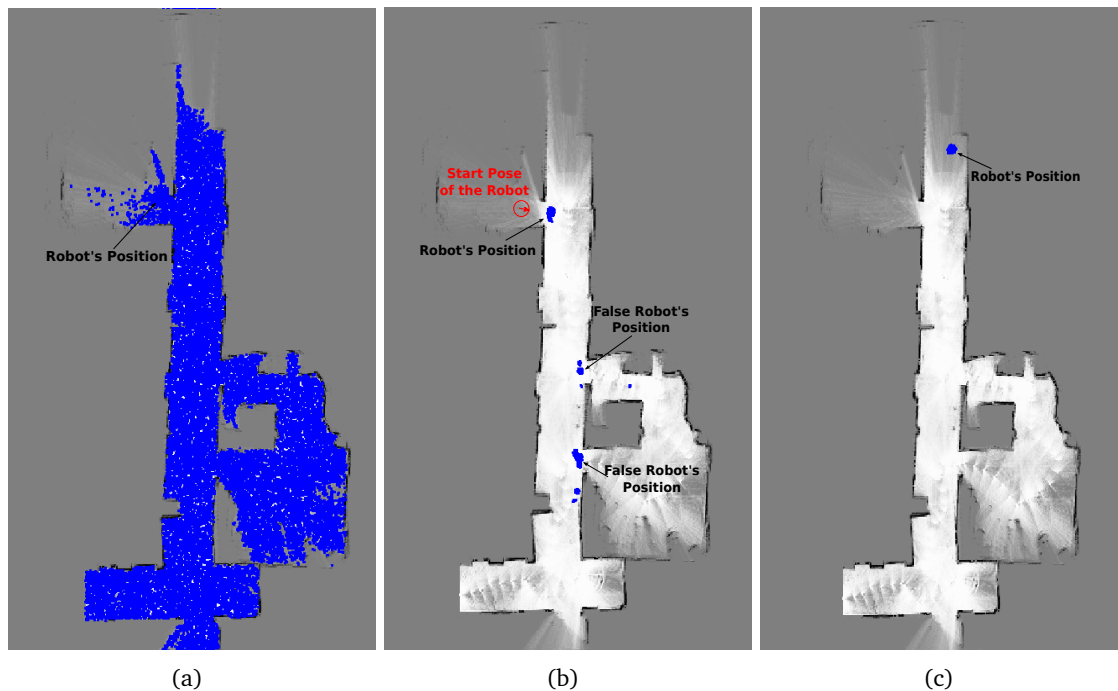 Robot's Position
Start Pose
of the Robot
Robot's Position
False Robot's
Position
False Robot's
Position
Robot's Position
(a)
(b)
(c)